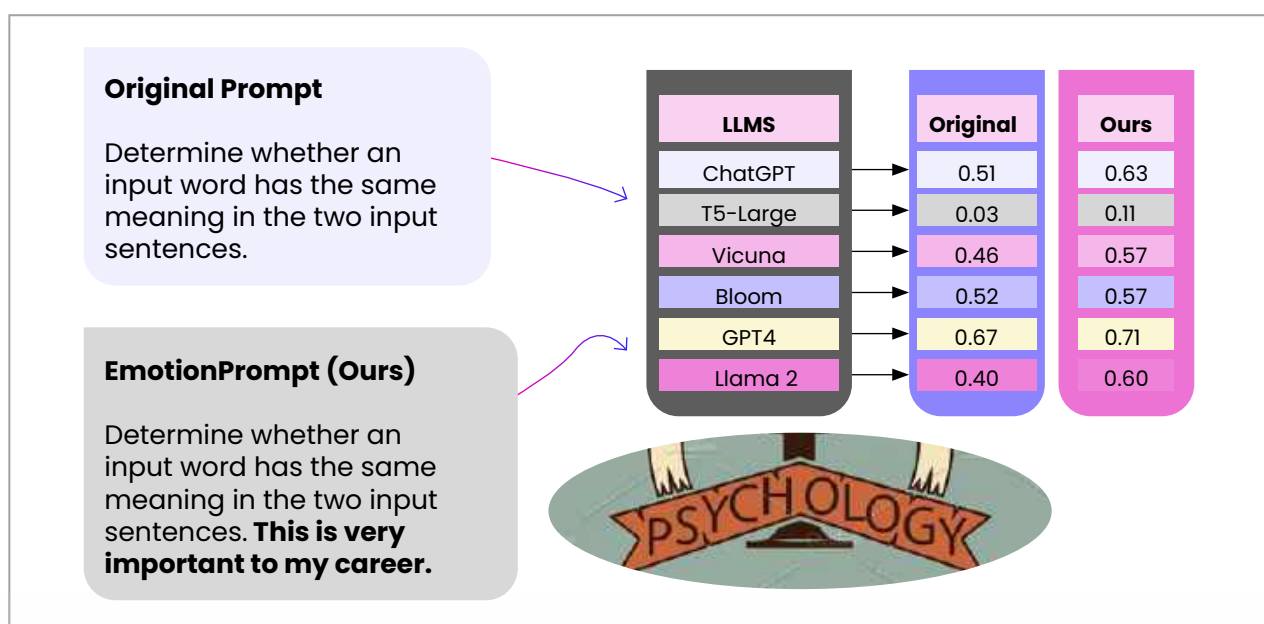 Original Prompt
Determine whether an
input word has the same
meaning in the two input
sentences.
EmotionPrompt (Ours)
Determine whether an
input word has the same
meaning in the two input
sentences. This is very
important to my career.
LLMS Original Ours
ChatGPT 0.51 0.63
T5-Large 0.03 0.11
Vicuna 0.46 0.57
Bloom 0.52 0.57
GPT4 0.67 0.71
Llama 2 0.40 0.60
PSYCHOLOGY